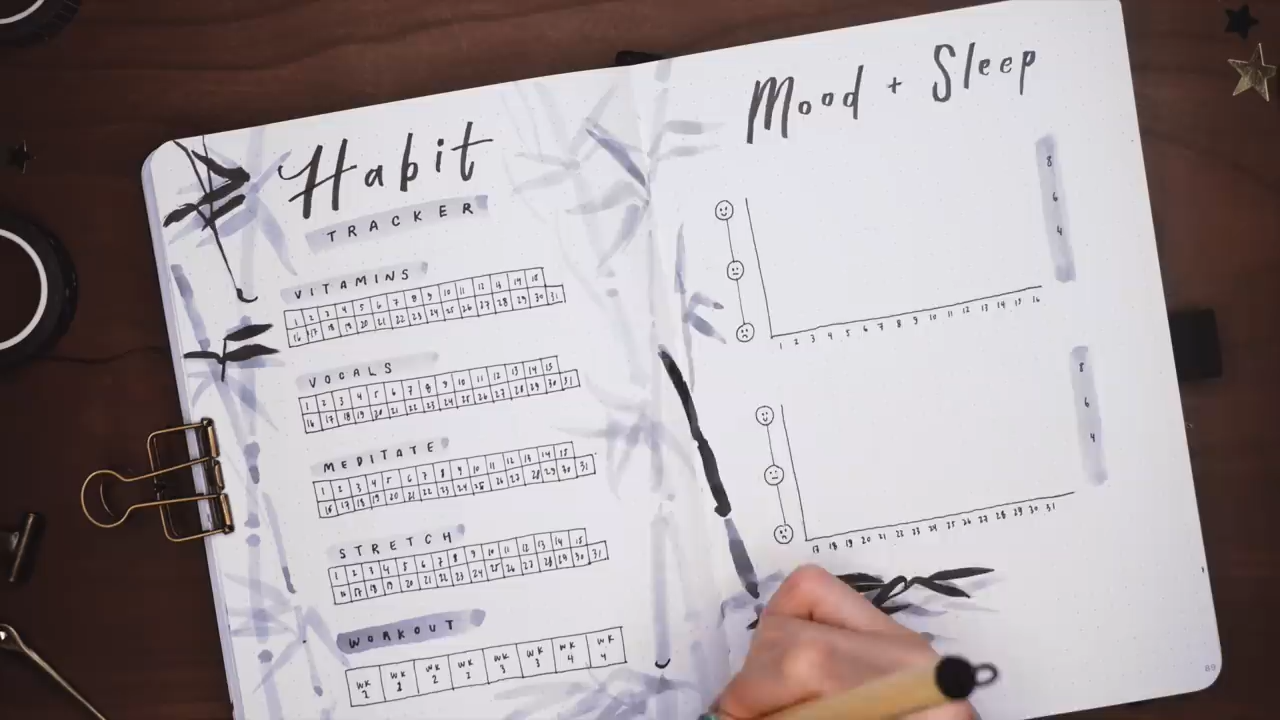 Habit
TRACKER
VITAMINS
1 2 3 4 5 6 7 8 9 10 11 12 13 14 15
16 17 18 19 20 21 22 23 24 25 26 27 28 29 30 31
VOCALS
1 2 3 4 5 6 7 8 9 10 11 12 13 14 15
16 17 18 19 20 21 22 23 24 25 26 27 28 29 30 31
MEDITATE
1 2 3 4 5 6 7 8 9 10 11 12 13 14 15
16 17 18 19 20 21 22 23 24 25 26 27 28 29 30 31
STRETCH
1 2 3 4 5 6 7 8 9 10 11 12 13 14 15
16 17 18 19 20 21 22 23 24 25 26 27 28 29 30 31
WORKOUT
WK WK WK WK WK WK WK WK
1 2 3 3 4 4
Mood + Sleep
8
6
4
1 2 3 4 5 6 7 8 9 10 11 12 13 14 15 16
8
6
4
17 18 19 20 21 22 23 24 25 26 27 28 29 30 31
89